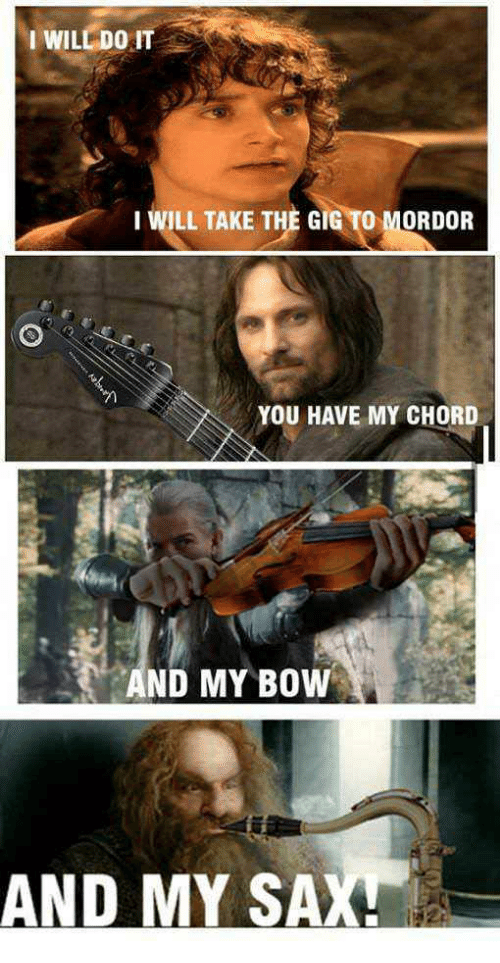 I WILL DO IT
I WILL TAKE THE GIG TO MORDOR
YOU HAVE MY CHORD
AND MY BOW
AND MY SAX!